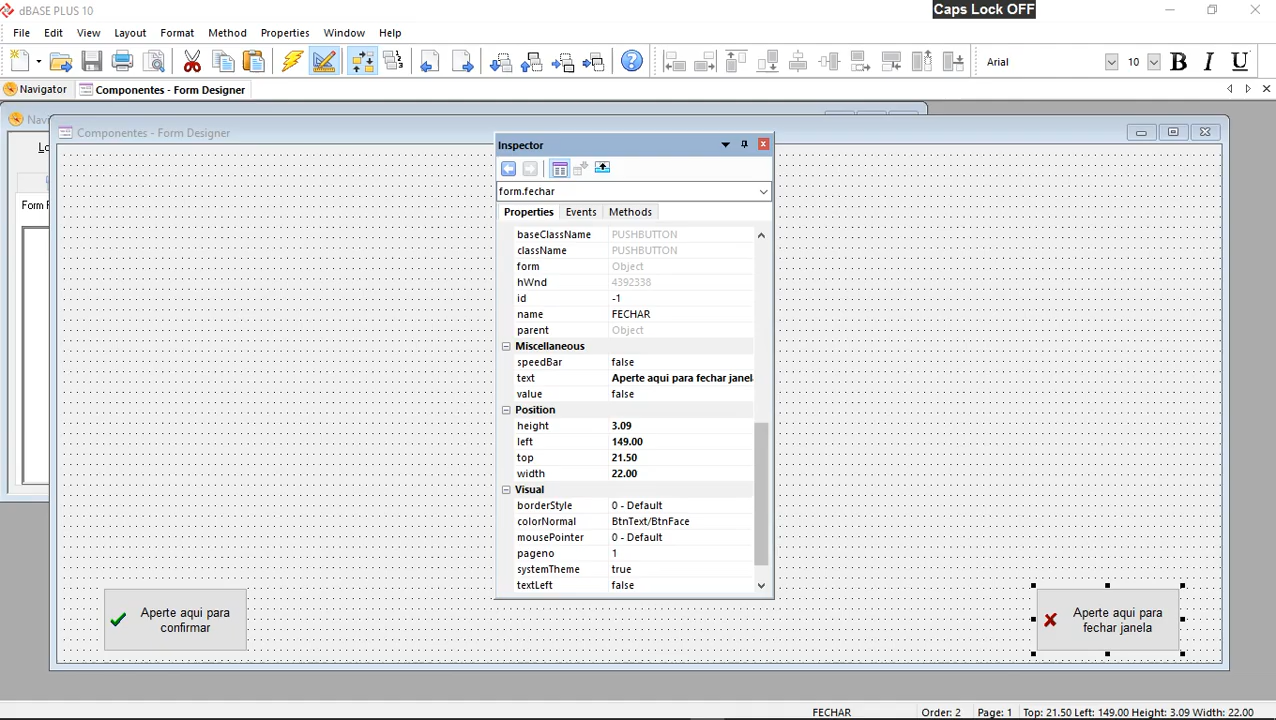 dBASE PLUS 10
Caps Lock OFF
File Edit View Layout Format Method Properties Window Help
Arial 10 B I U
Navigator Componentes - Form Designer
Componentes - Form Designer
Inspector
form.fechar
Properties Events Methods
baseClassName PUSHBUTTON
className PUSHBUTTON
form Object
hWnd 4392338
id -1
name FECHAR
parent Object
Miscellaneous
speedBar false
text Aperte aqui para fechar janel
value false
Position
height 3.09
left 149.00
top 21.50
width 22.00
Visual
borderStyle 0 - Default
colorNormal BtnText/BtnFace
mousePointer 0 - Default
pageno 1
systemTheme true
textLeft false
Aperte aqui para
confirmar
Aperte aqui para
fechar janela
FECHAR Order: 2 Page: 1 Top: 21.50 Left: 149.00 Height: 3.09 Width: 22.00